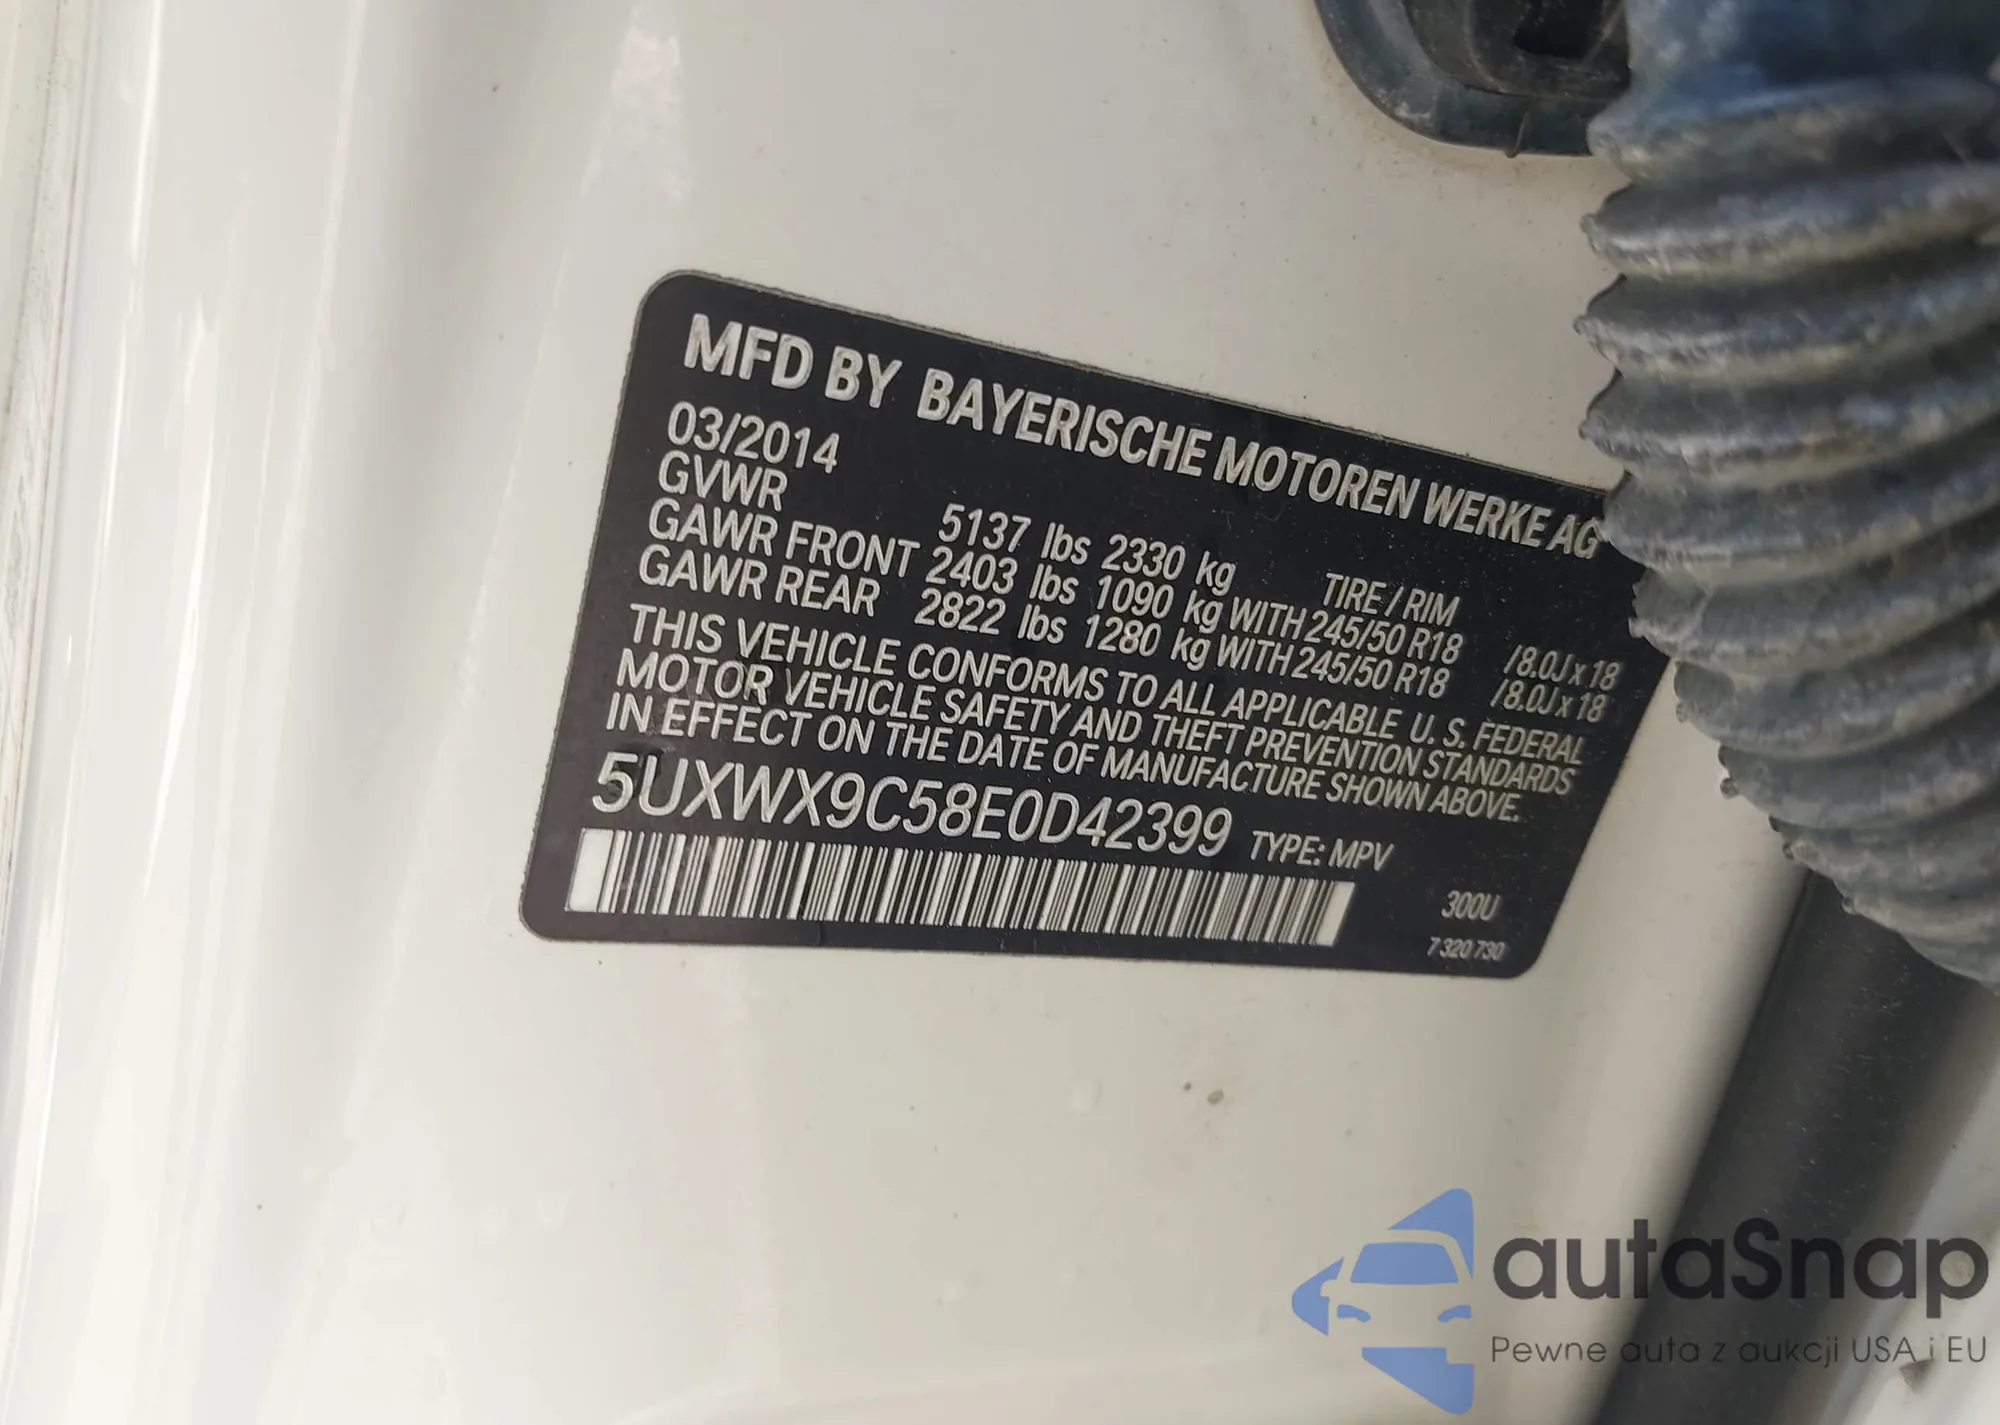 MFD BY BAYERISCHE MOTOREN WERKE AG
03/2014
GVWR 5137 lbs 2330 kg TIRE / RIM
GAWR FRONT 2403 lbs 1090 kg WITH 245/50 R18 /8.0J x 18
GAWR REAR 2822 lbs 1280 kg WITH 245/50 R18 /8.0J x 18
THIS VEHICLE CONFORMS TO ALL APPLICABLE U. S. FEDERAL
MOTOR VEHICLE SAFETY AND THEFT PREVENTION STANDARDS
IN EFFECT ON THE DATE OF MANUFACTURE SHOWN ABOVE.
5UXWX9C58E0D42399 TYPE: MPV
300U
7 320 730
autaSnap
Pewne auta z aukcji USA i EU